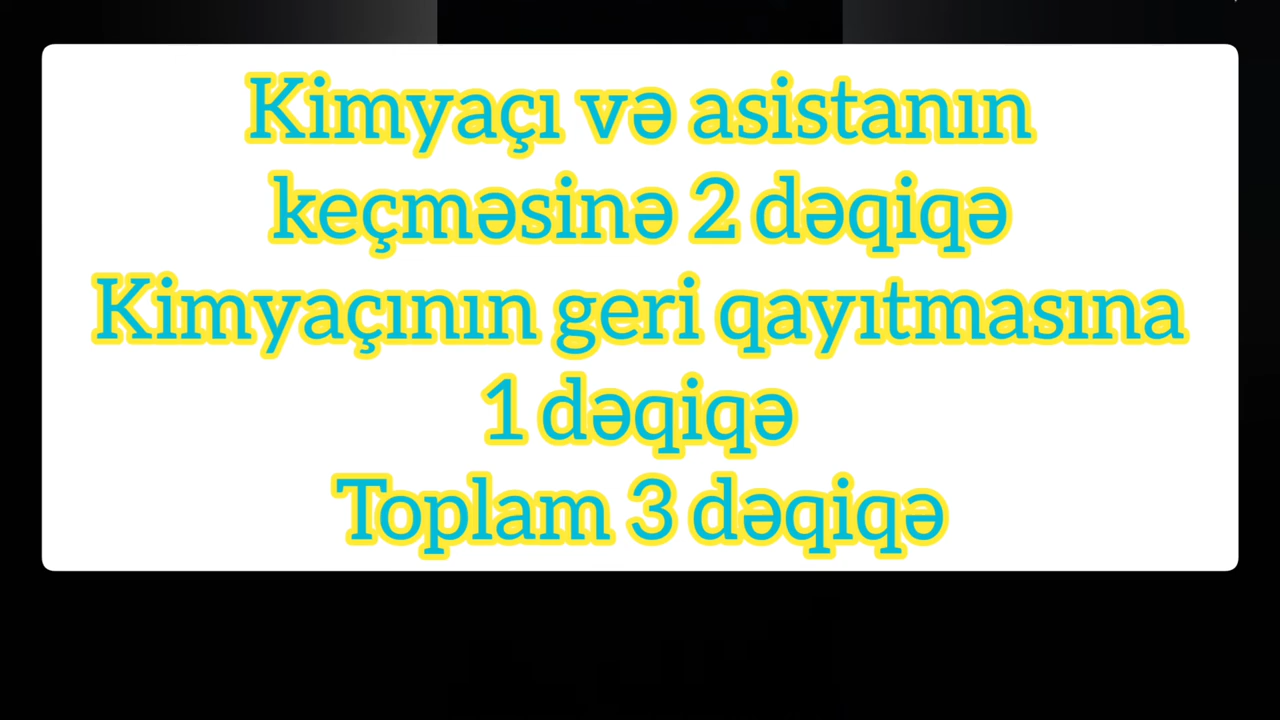 Kimyaçı və asistanın
keçməsinə 2 dəqiqə
Kimyaçının geri qayıtmasına
1 dəqiqə
Toplam 3 dəqiqə